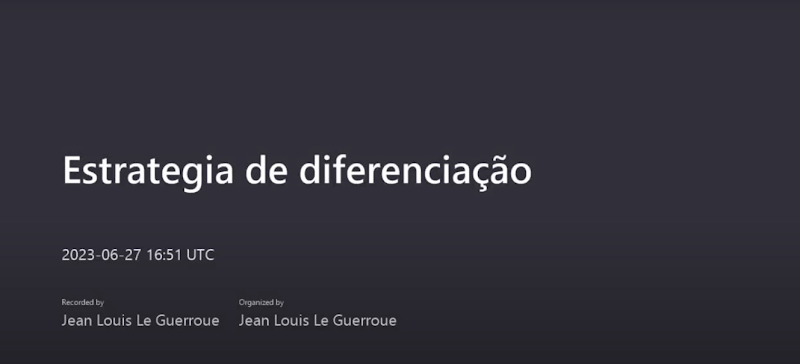 Estrategia de diferenciação
2023-06-27 16:51 UTC
Recorded by Organized by
Jean Louis Le Guerroue Jean Louis Le Guerroue